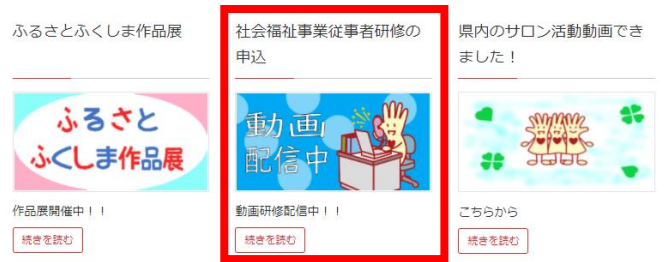 ふるさとふくしま作品展
ふるさと
ふくしま作品展
作品展開催中！！
続きを読む
社会福祉事業従事者研修の
申込
動画
配信中
動画研修配信中！！
続きを読む
県内のサロン活動動画でき
ました！
こちらから
続きを読む